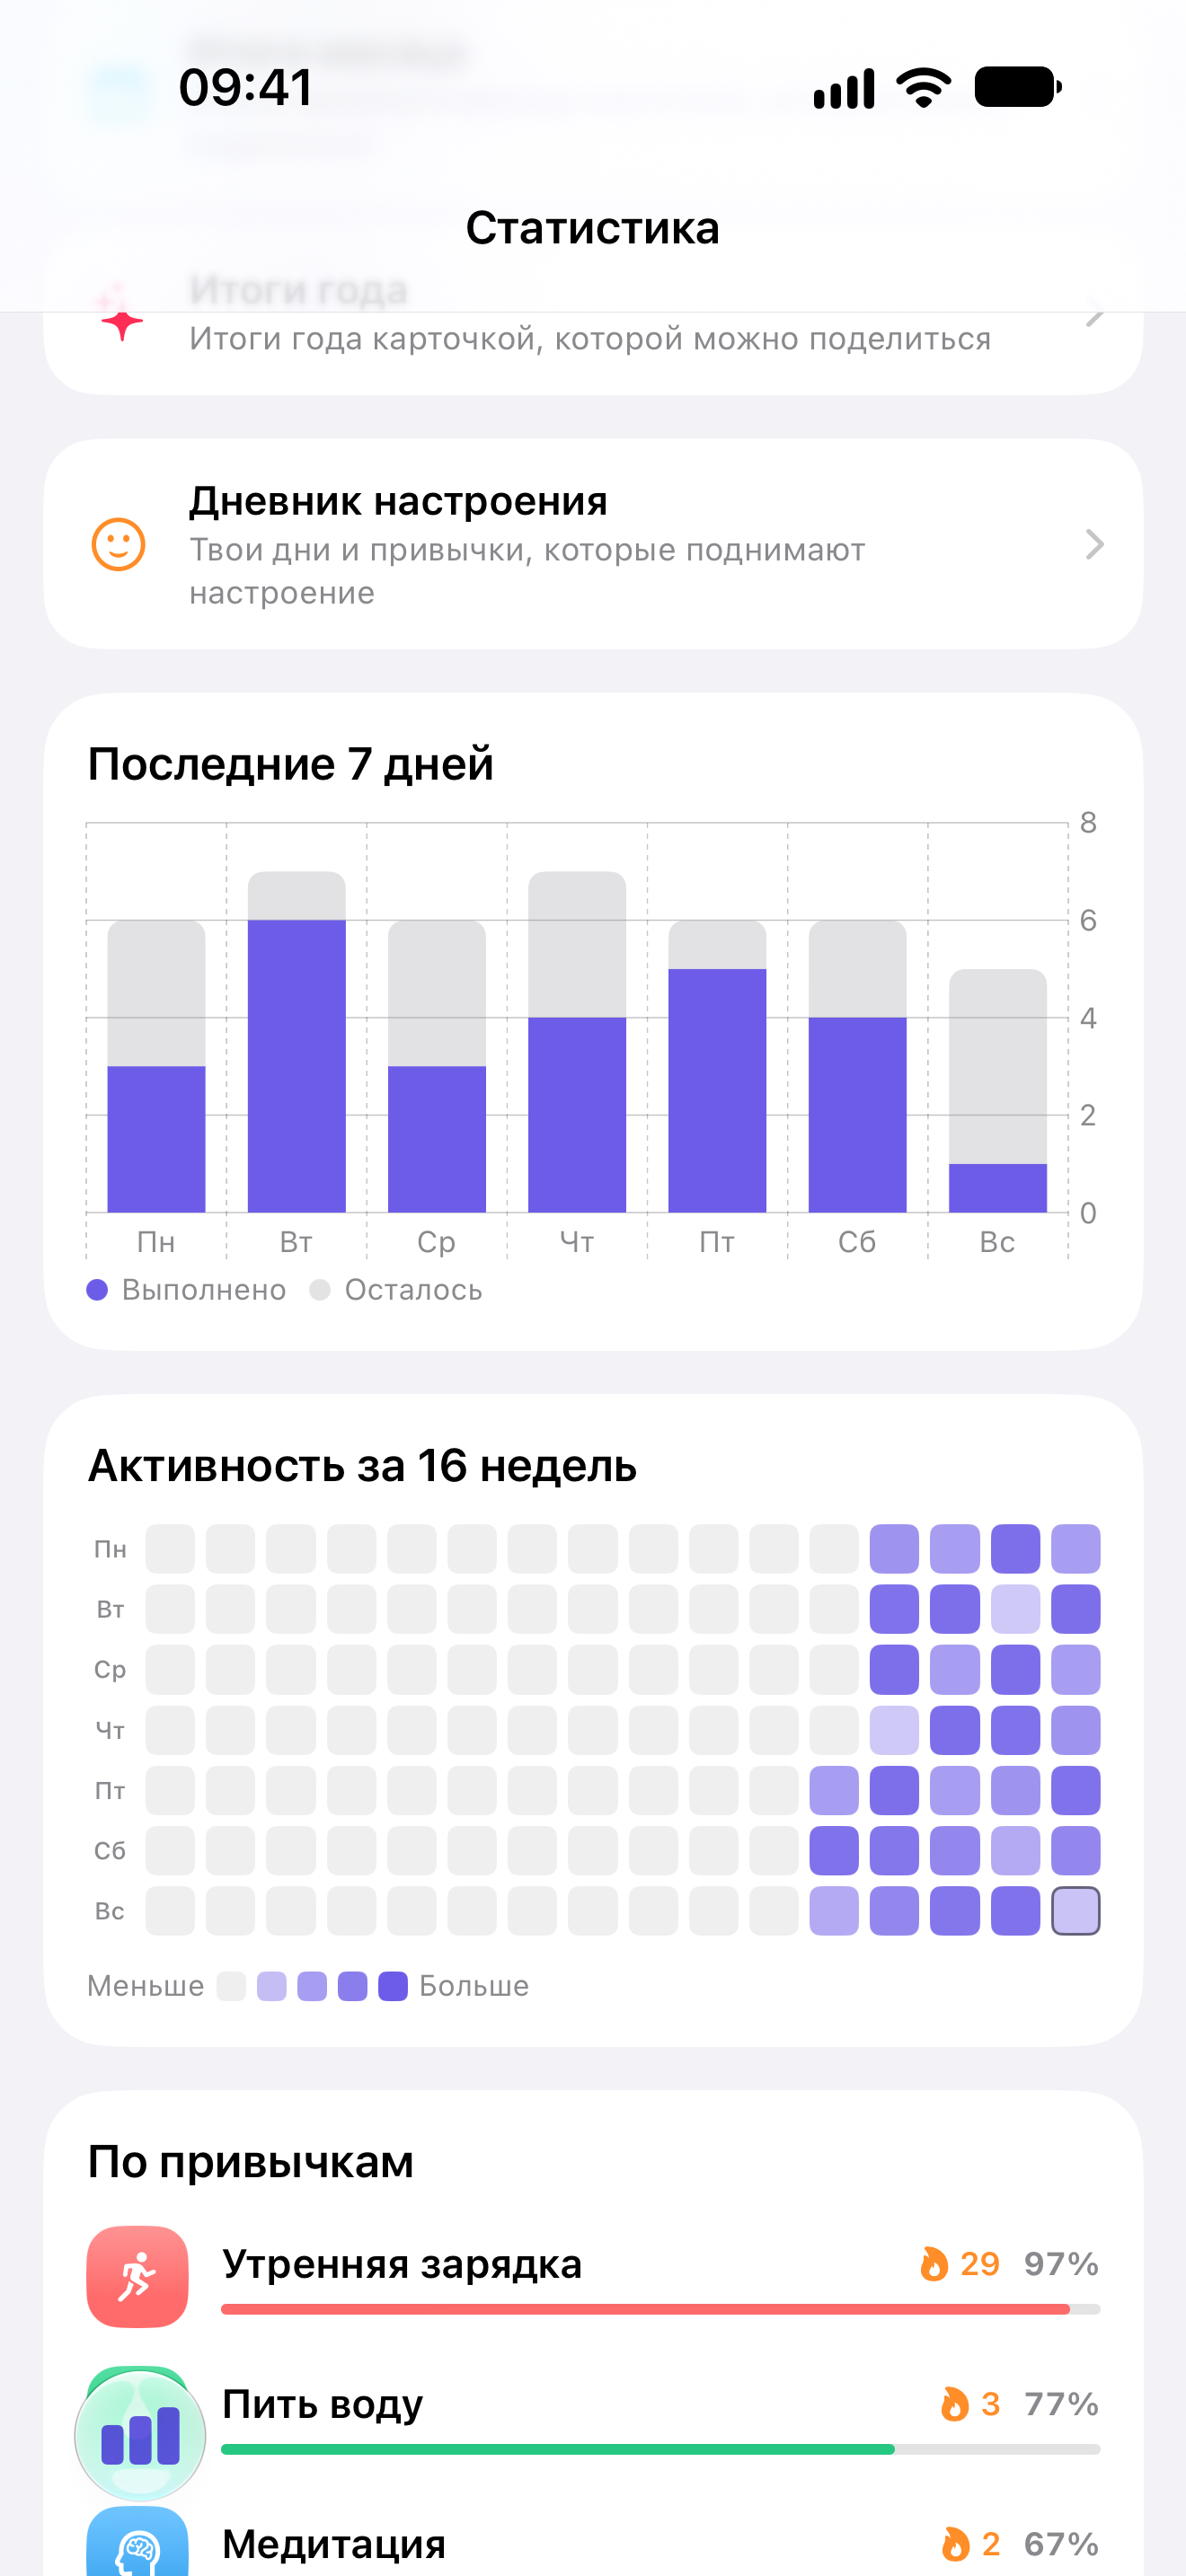 09:41
Статистика
Итоги года
Итоги года карточкой, которой можно поделиться
Дневник настроения
Твои дни и привычки, которые поднимают
настроение
Последние 7 дней
8
6
4
2
0
Пн Вт Ср Чт Пт Сб Вс
Выполнено Осталось
Активность за 16 недель
Пн
Вт
Ср
Чт
Пт
Сб
Вс
Меньше Больше
По привычкам
Утренняя зарядка 29 97%
Пить воду 3 77%
Медитация 2 67%